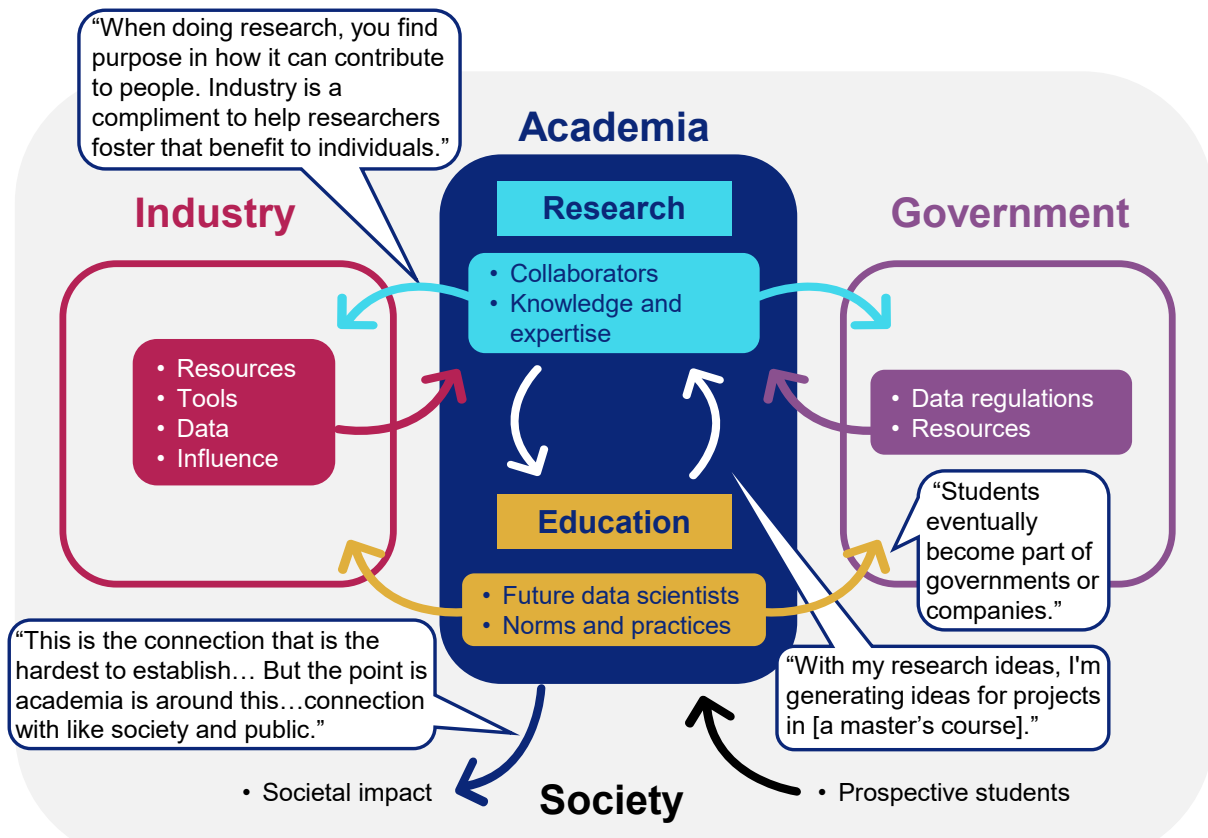 “When doing research, you find
purpose in how it can contribute
to people. Industry is a
compliment to help researchers
foster that benefit to individuals.”
Academia
Industry
Research
Government
• Collaborators
• Knowledge and
expertise
• Resources
• Tools
• Data
• Influence
• Data regulations
• Resources
Education
“Students
eventually
become part of
governments or
companies.”
• Future data scientists
• Norms and practices
“This is the connection that is the
hardest to establish… But the point is
academia is around this…connection
with like society and public.”
“With my research ideas, I'm
generating ideas for projects
in [a master’s course].”
• Societal impact
Society
• Prospective students